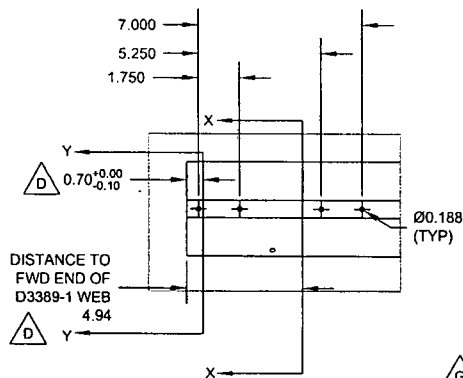 7.000
5.250
1.750
X
Y
D
0.70 +0.00 -0.10
Ø0.188
(TYP)
DISTANCE TO
FWD END OF
D3389-1 WEB
4.94
D
Y
X
G